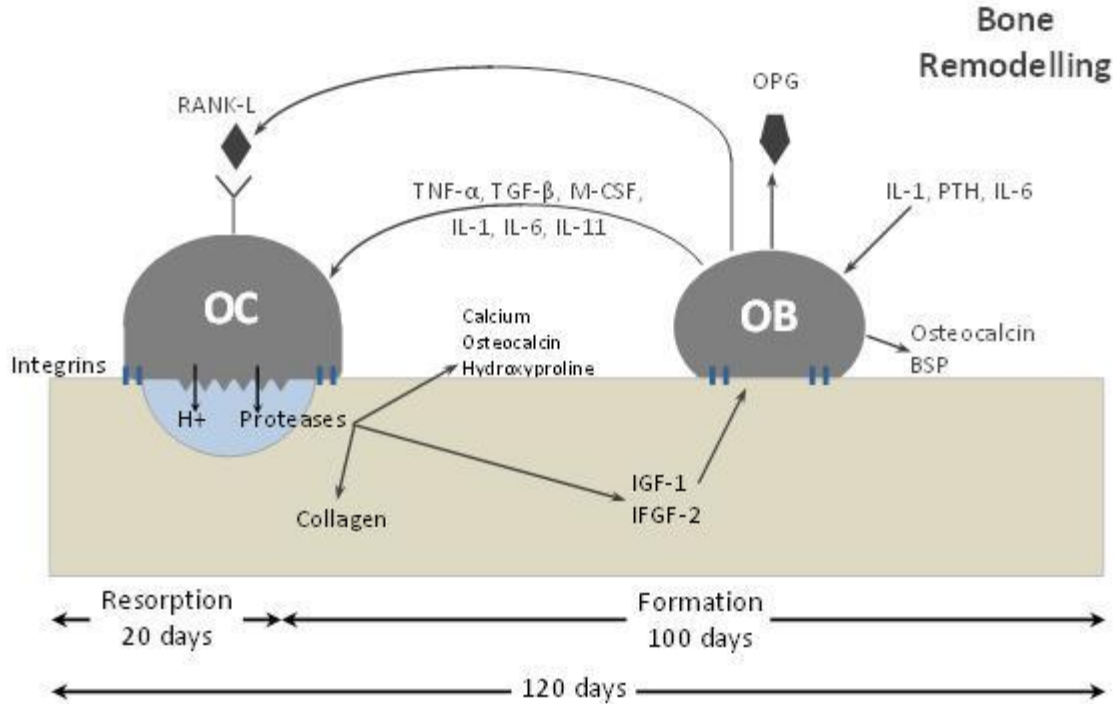 Bone
Remodelling
RANK-L
OPG
TNF-α, TGF-β, M-CSF,
IL-1, IL-6, IL-11
IL-1, PTH, IL-6
OC
OB
Calcium
Osteocalcin
Hydroxyproline
Osteocalcin
BSP
Integrins
H+
Proteases
IGF-1
IFGF-2
Collagen
Resorption
20 days
Formation
100 days
120 days